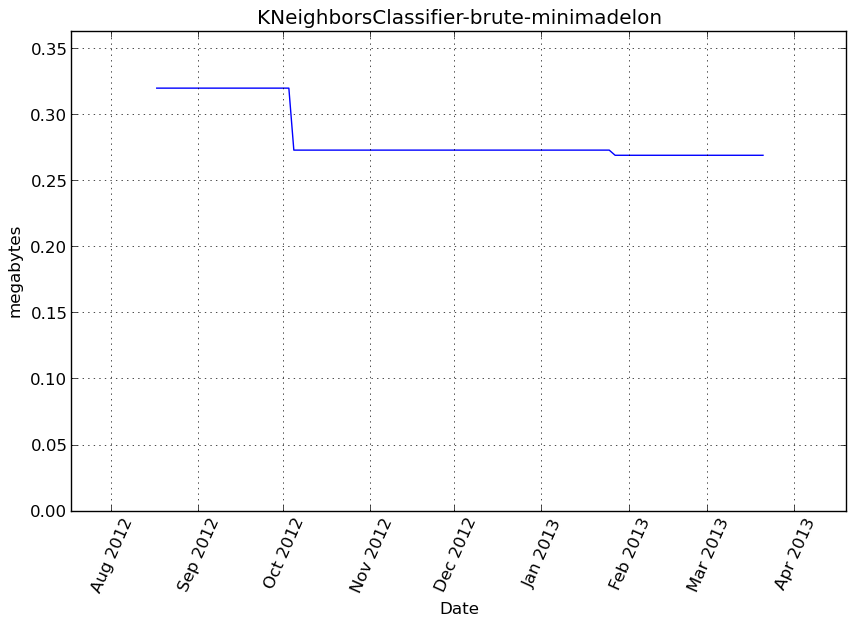 KNeighborsClassifier-brute-minimadelon
megabytes
0.35
0.30
0.25
0.20
0.15
0.10
0.05
0.00
Aug 2012
Sep 2012
Oct 2012
Nov 2012
Dec 2012
Jan 2013
Feb 2013
Mar 2013
Apr 2013
Date